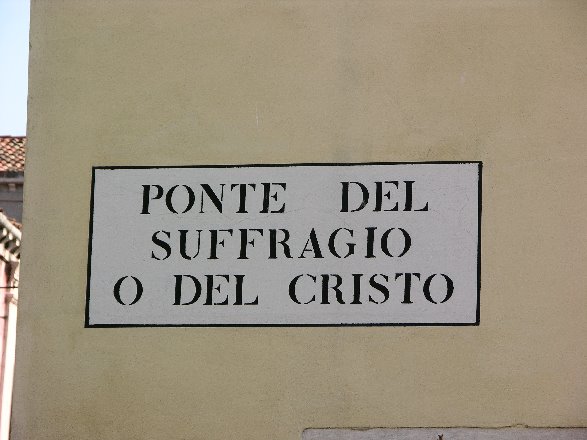 PONTE DEL
SUFFRAGIO
O DEL CRISTO